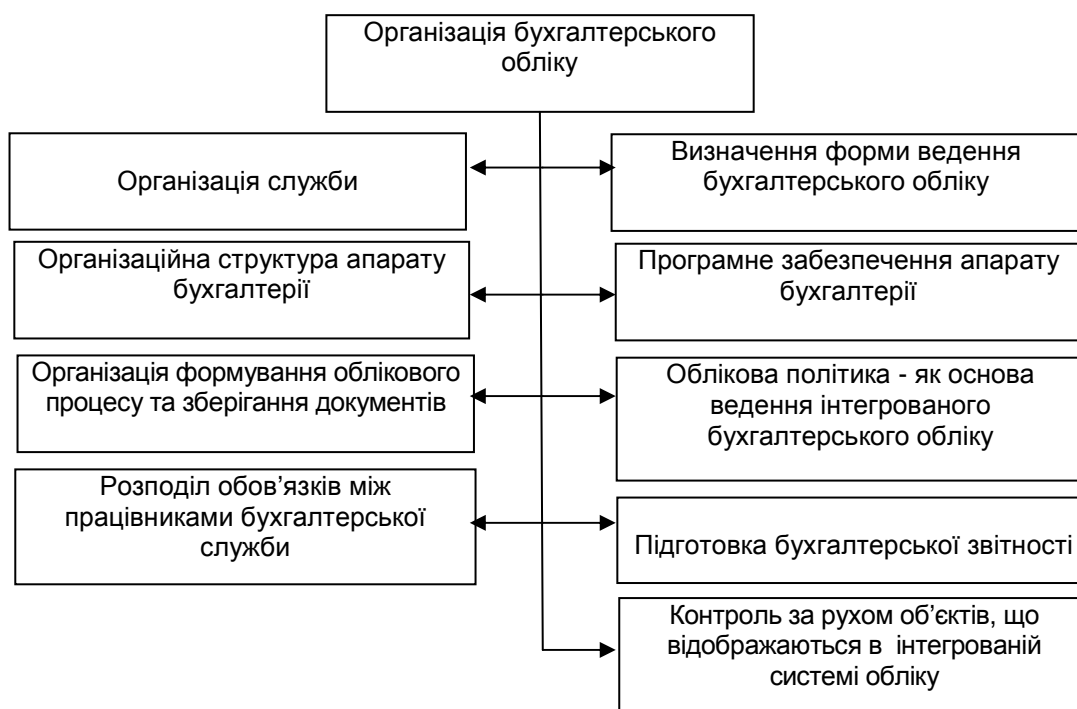 Організація бухгалтерського
обліку
Організація служби
Визначення форми ведення
бухгалтерського обліку
Організаційна структура апарату
бухгалтерії
Програмне забезпечення апарату
бухгалтерії
Організація формування облікового
процесу та зберігання документів
Облікова політика - як основа
ведення інтегрованого
бухгалтерського обліку
Розподіл обов’язків між
працівниками бухгалтерської
служби
Підготовка бухгалтерської звітності
Контроль за рухом об’єктів, що
відображаються в інтегрованій
системі обліку